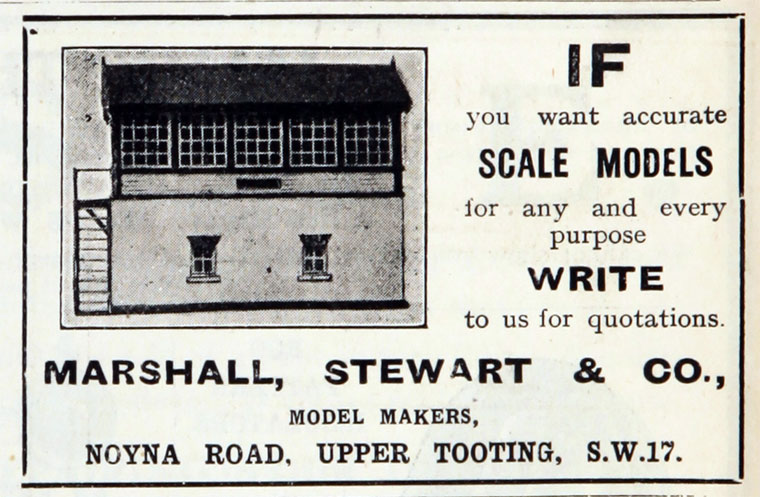 IF
you want accurate
SCALE MODELS
for any and every
purpose
WRITE
to us for quotations.
MARSHALL, STEWART & CO.,
MODEL MAKERS,
NOYNA ROAD, UPPER TOOTING, S.W.17.